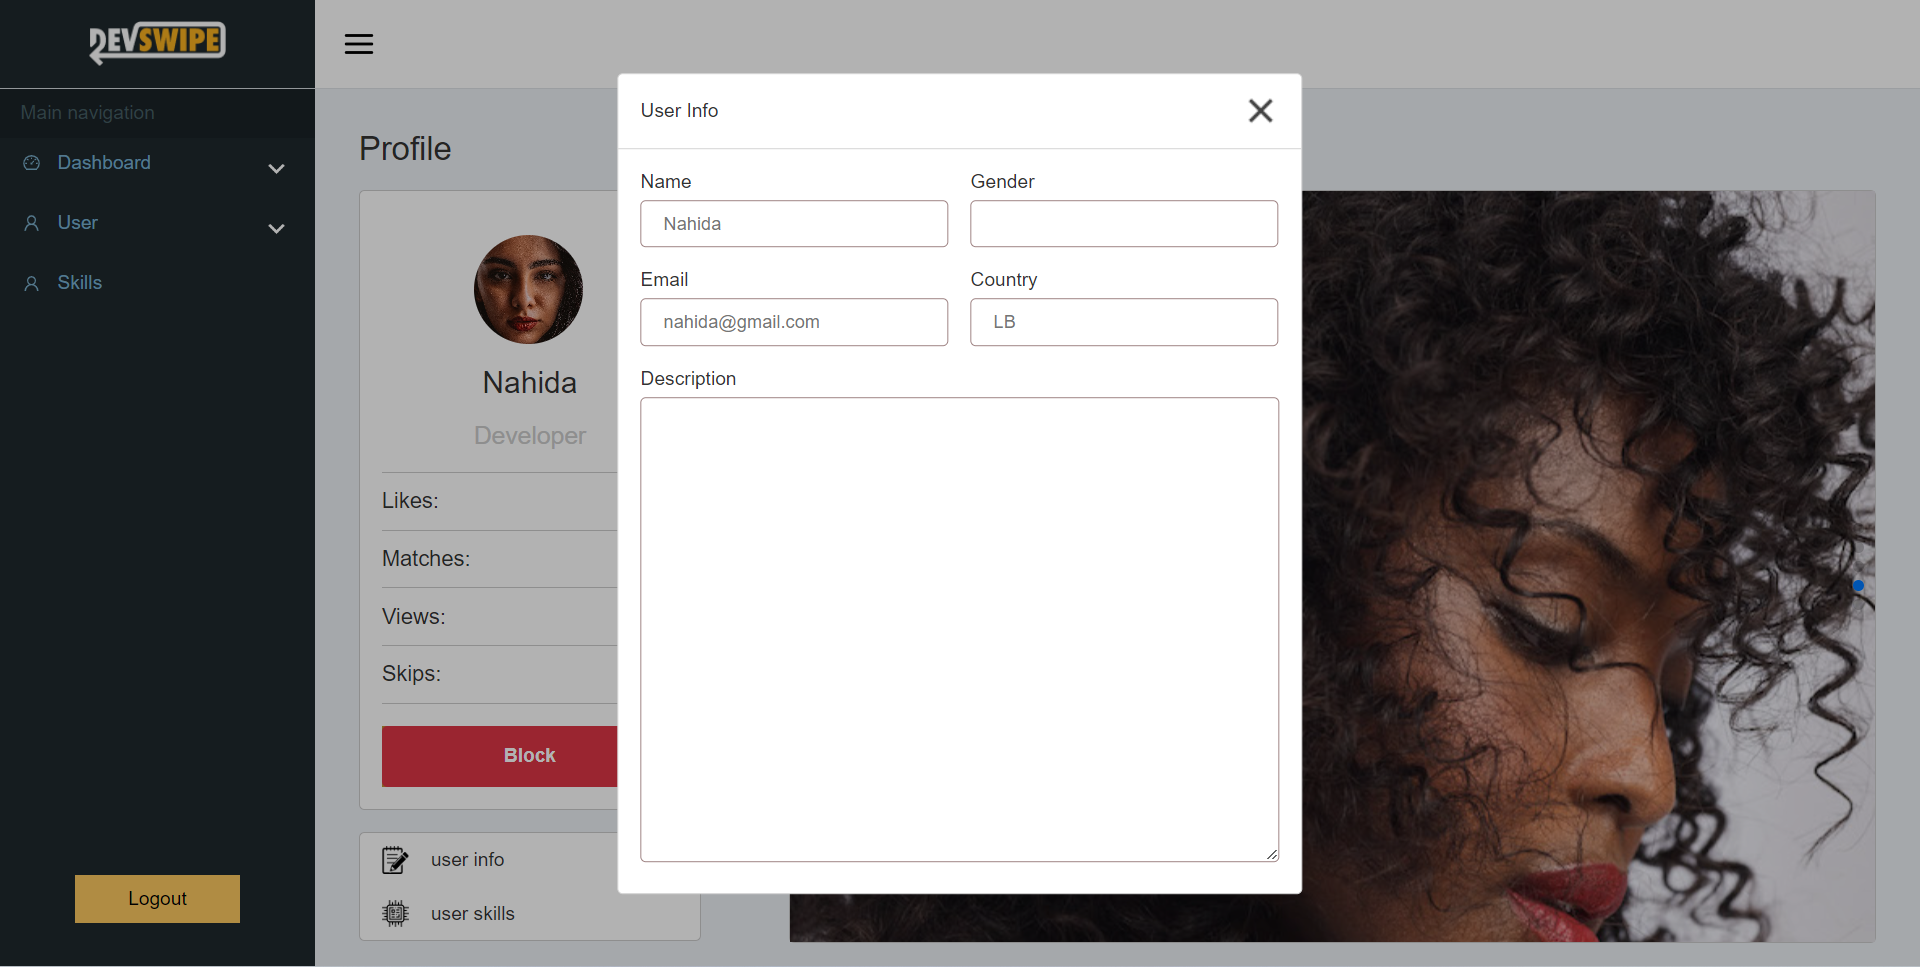 DEVSWIPE
Main navigation
Dashboard
User
Skills
Logout
Profile
Nahida
Developer
Likes:
Matches:
Views:
Skips:
Block
user info
user skills
User Info
Name
Gender
Nahida
Email
Country
nahida@gmail.com
LB
Description